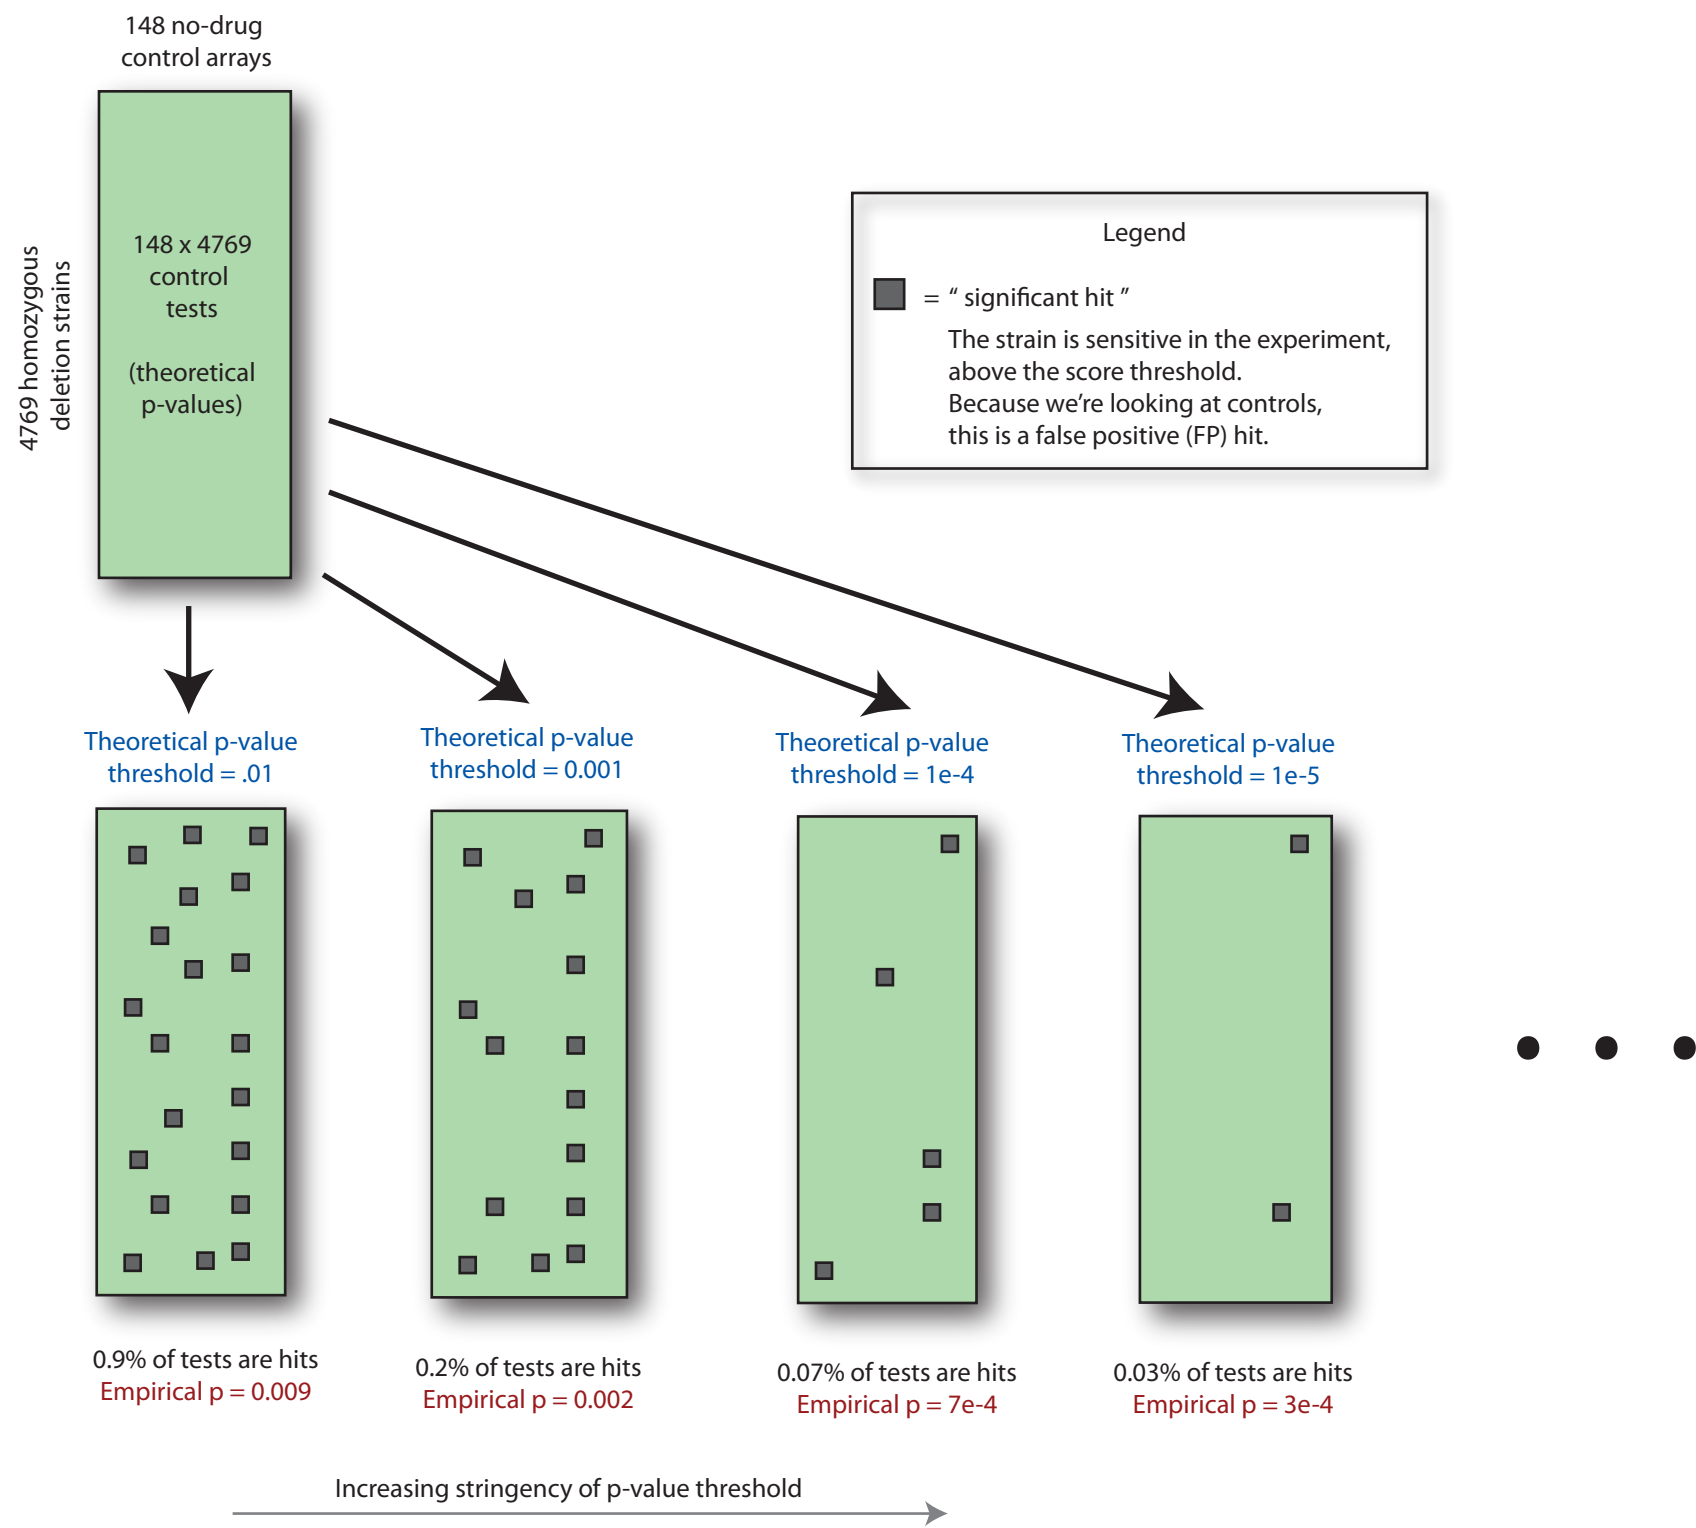 148 no-drug
control arrays
4769 homozygous
deletion strains
148 x 4769
control
tests
(theoretical
p-values)
Legend
= “ significant hit ”
The strain is sensitive in the experiment,
above the score threshold.
Because we’re looking at controls,
this is a false positive (FP) hit.
Theoretical p-value
threshold = .01
Theoretical p-value
threshold = 0.001
Theoretical p-value
threshold = 1e-4
Theoretical p-value
threshold = 1e-5
0.9% of tests are hits
Empirical p = 0.009
0.2% of tests are hits
Empirical p = 0.002
0.07% of tests are hits
Empirical p = 7e-4
0.03% of tests are hits
Empirical p = 3e-4
Increasing stringency of p-value threshold